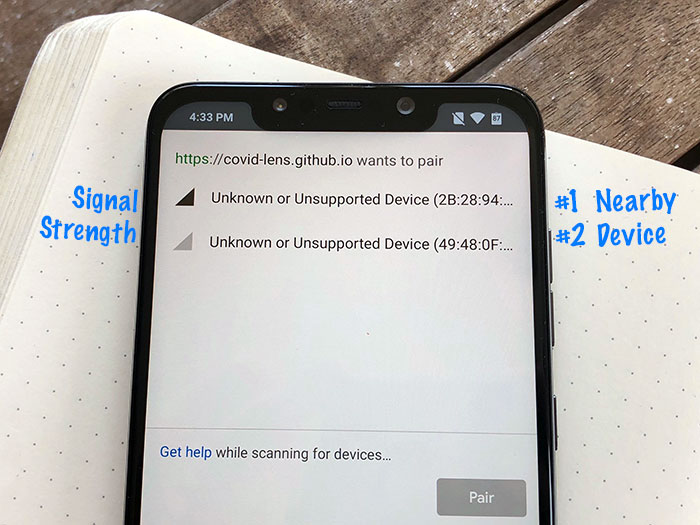 4:33 PM
87
https://covid-lens.github.io wants to pair
Signal
Strength
Unknown or Unsupported Device (2B:28:94:...
Unknown or Unsupported Device (49:48:0F:...
#1 Nearby
#2 Device
Get help while scanning for devices...
Pair